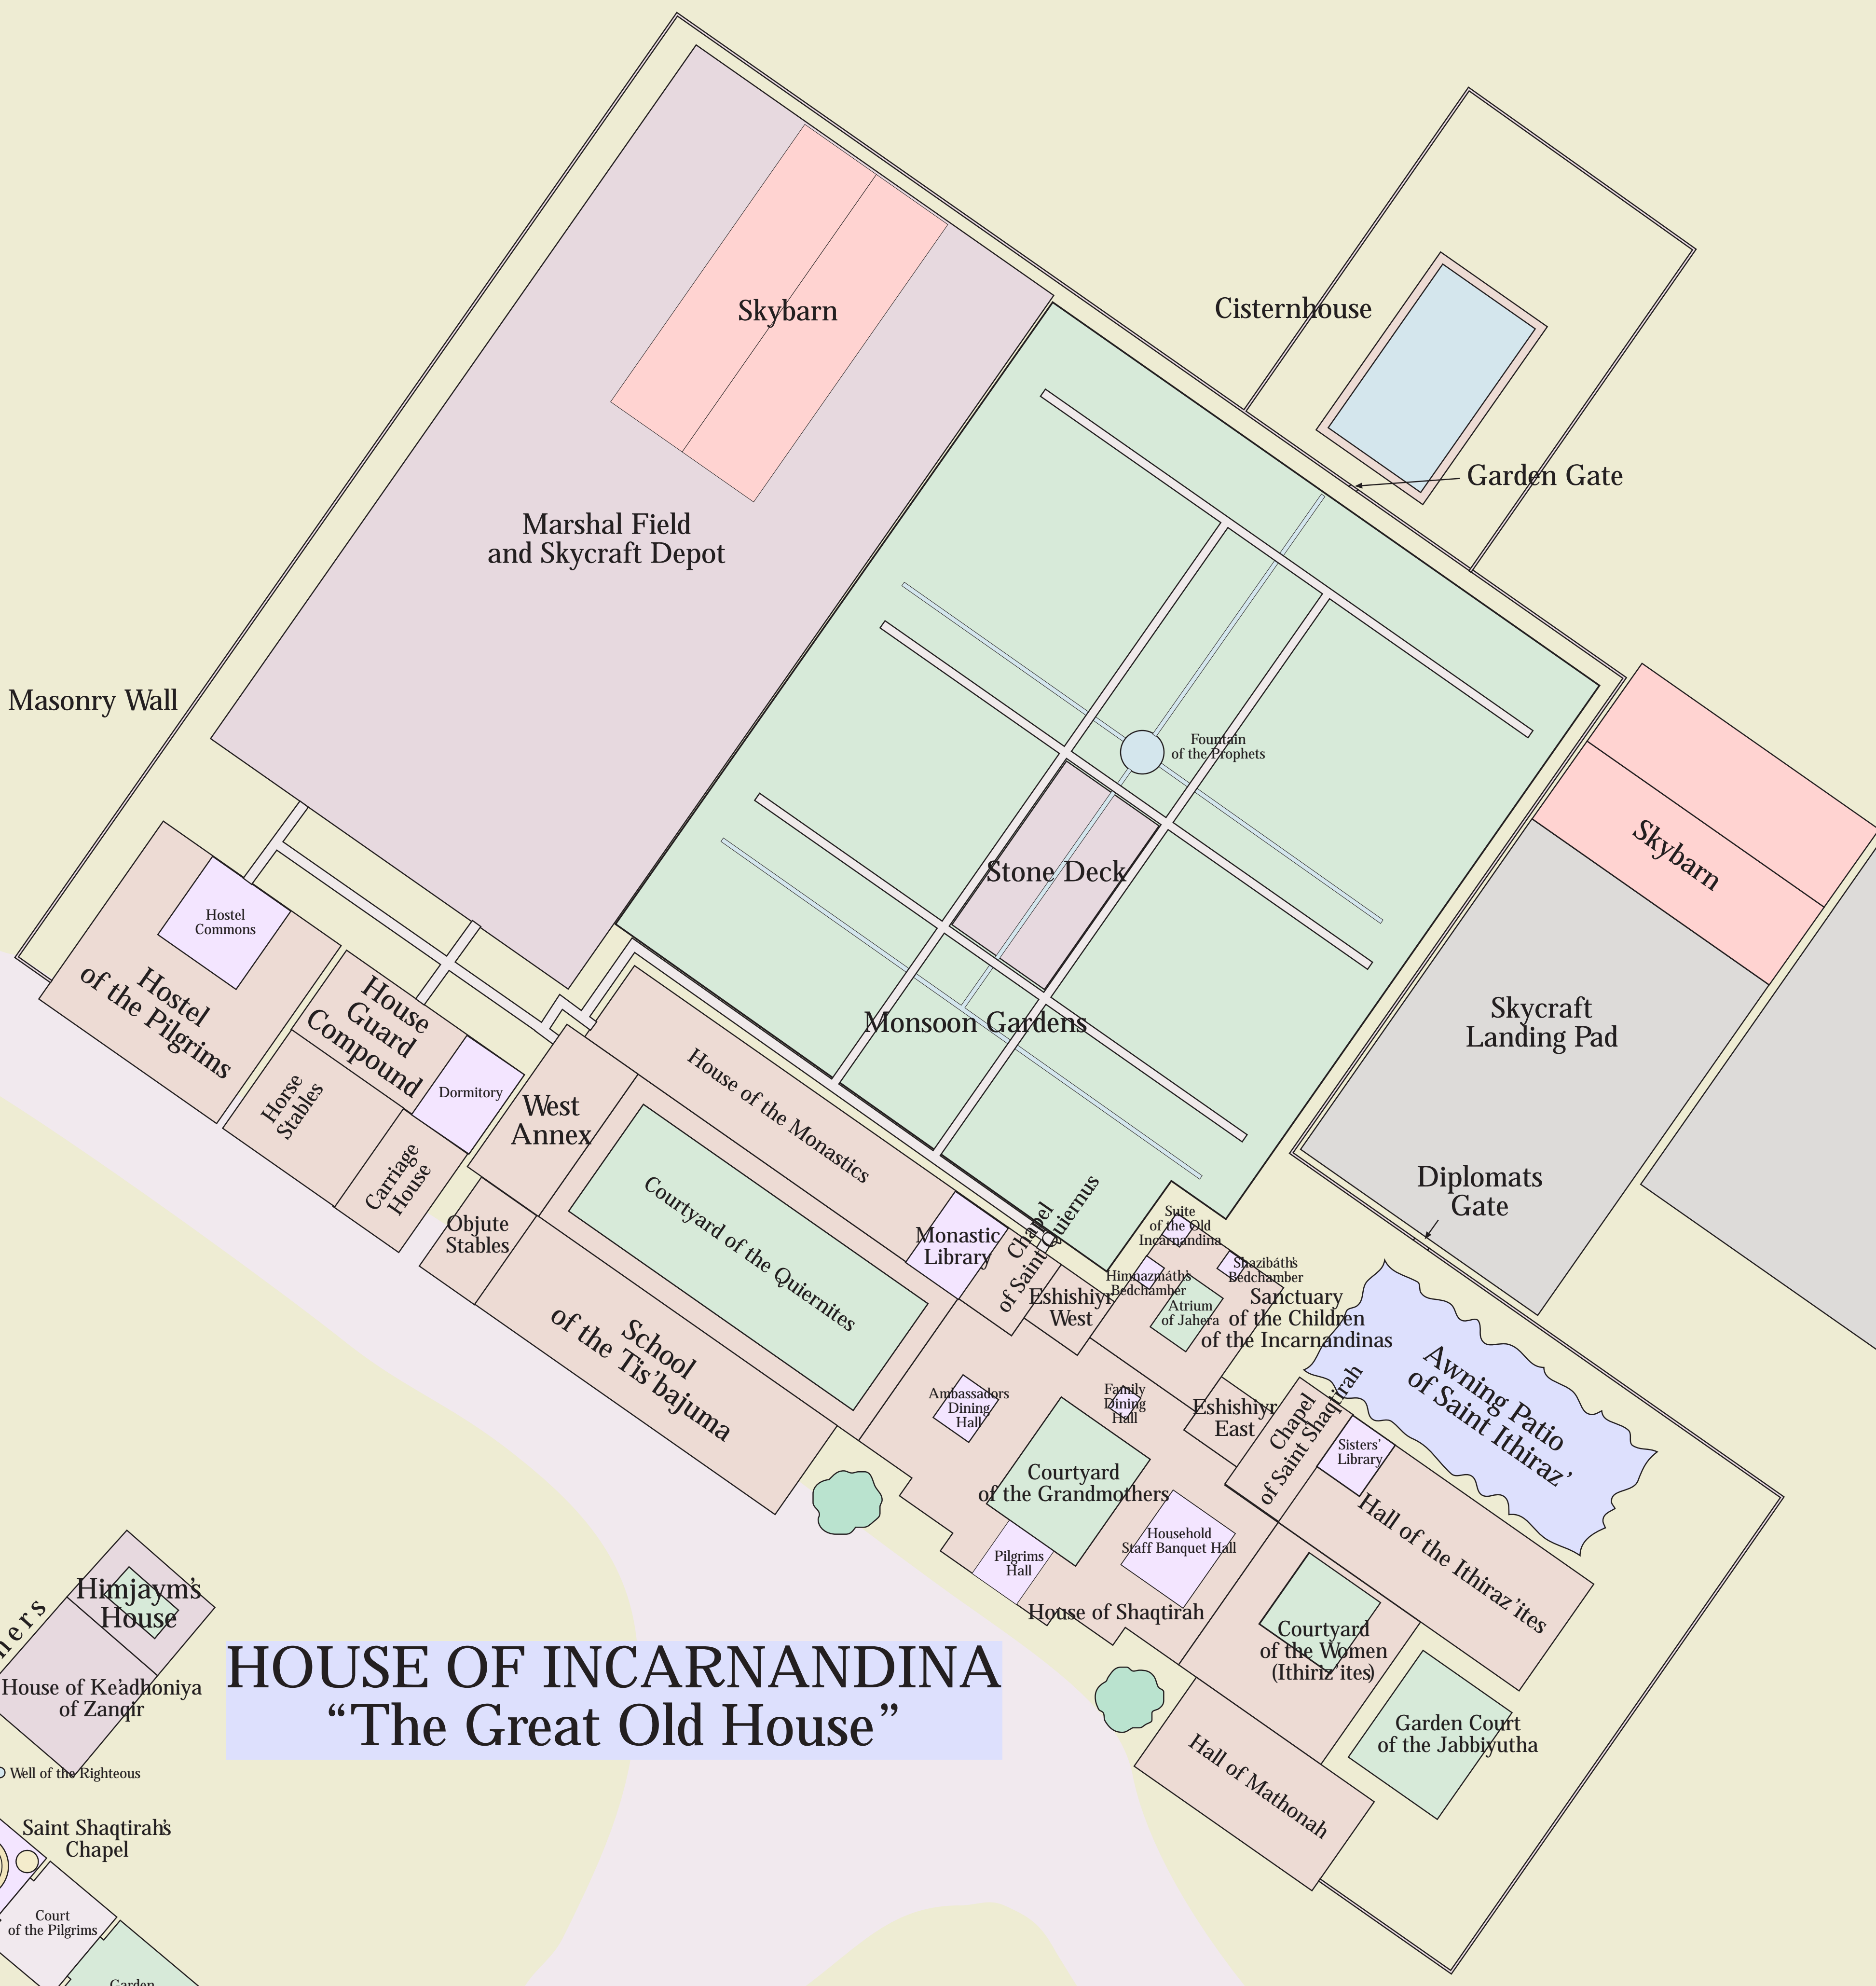 Skybarn
Cisternhouse
Garden Gate
Marshal Field
and Skycraft Depot
Masonry Wall
Fountain
of the Prophets
Skybarn
Stone Deck
Hostel
Commons
Hostel
of the Pilgrims
House
Guard
Compound
Monsoon Gardens
Skycraft
Landing Pad
Horse
Stables
Dormitory
West
Annex
House of the Monastics
Carriage
House
Diplomats
Gate
Objute
Stables
Courtyard of the Quiernites
Monastic
Library
Chapel
of Saint Quiernus
Suite
of the Old
Incarnandina
Himnazmáth's
Bedchamber
Shazibáth's
Bedchamber
Eshishiyr
West
Atrium
of Jahera
Sanctuary
of the Children
of the Incarnandinas
School
of the Tis'bajuma
Awning Patio
of Saint Ithiraz'
Ambassadors
Dining
Hall
Family
Dining
Hall
Eshishiyr
East
Chapel
of Saint Shaqtirah
Sisters'
Library
Courtyard
of the Grandmothers
Hall of the Ithiraz'ites
Household
Staff Banquet Hall
Pilgrims
Hall
House of Shaqtirah
Courtyard
of the Women
(Ithiriz'ites)
Garden Court
of the Jabbiyutha
Hall of Mathonah
ners
Himjaym's
House
House of Ke'adhoniya
of Zanqir
HOUSE OF INCARNANDINA
“The Great Old House”
Well of the Righteous
Saint Shaqtirah's
Chapel
Court
of the Pilgrims
Garden